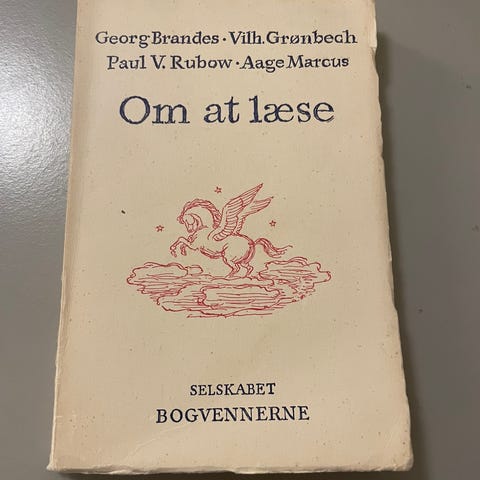 Georg Brandes · Vilh. Grønbech
Paul V. Rubow · Aage Marcus
Om at læse
SELSKABET
BOGVENNERNE